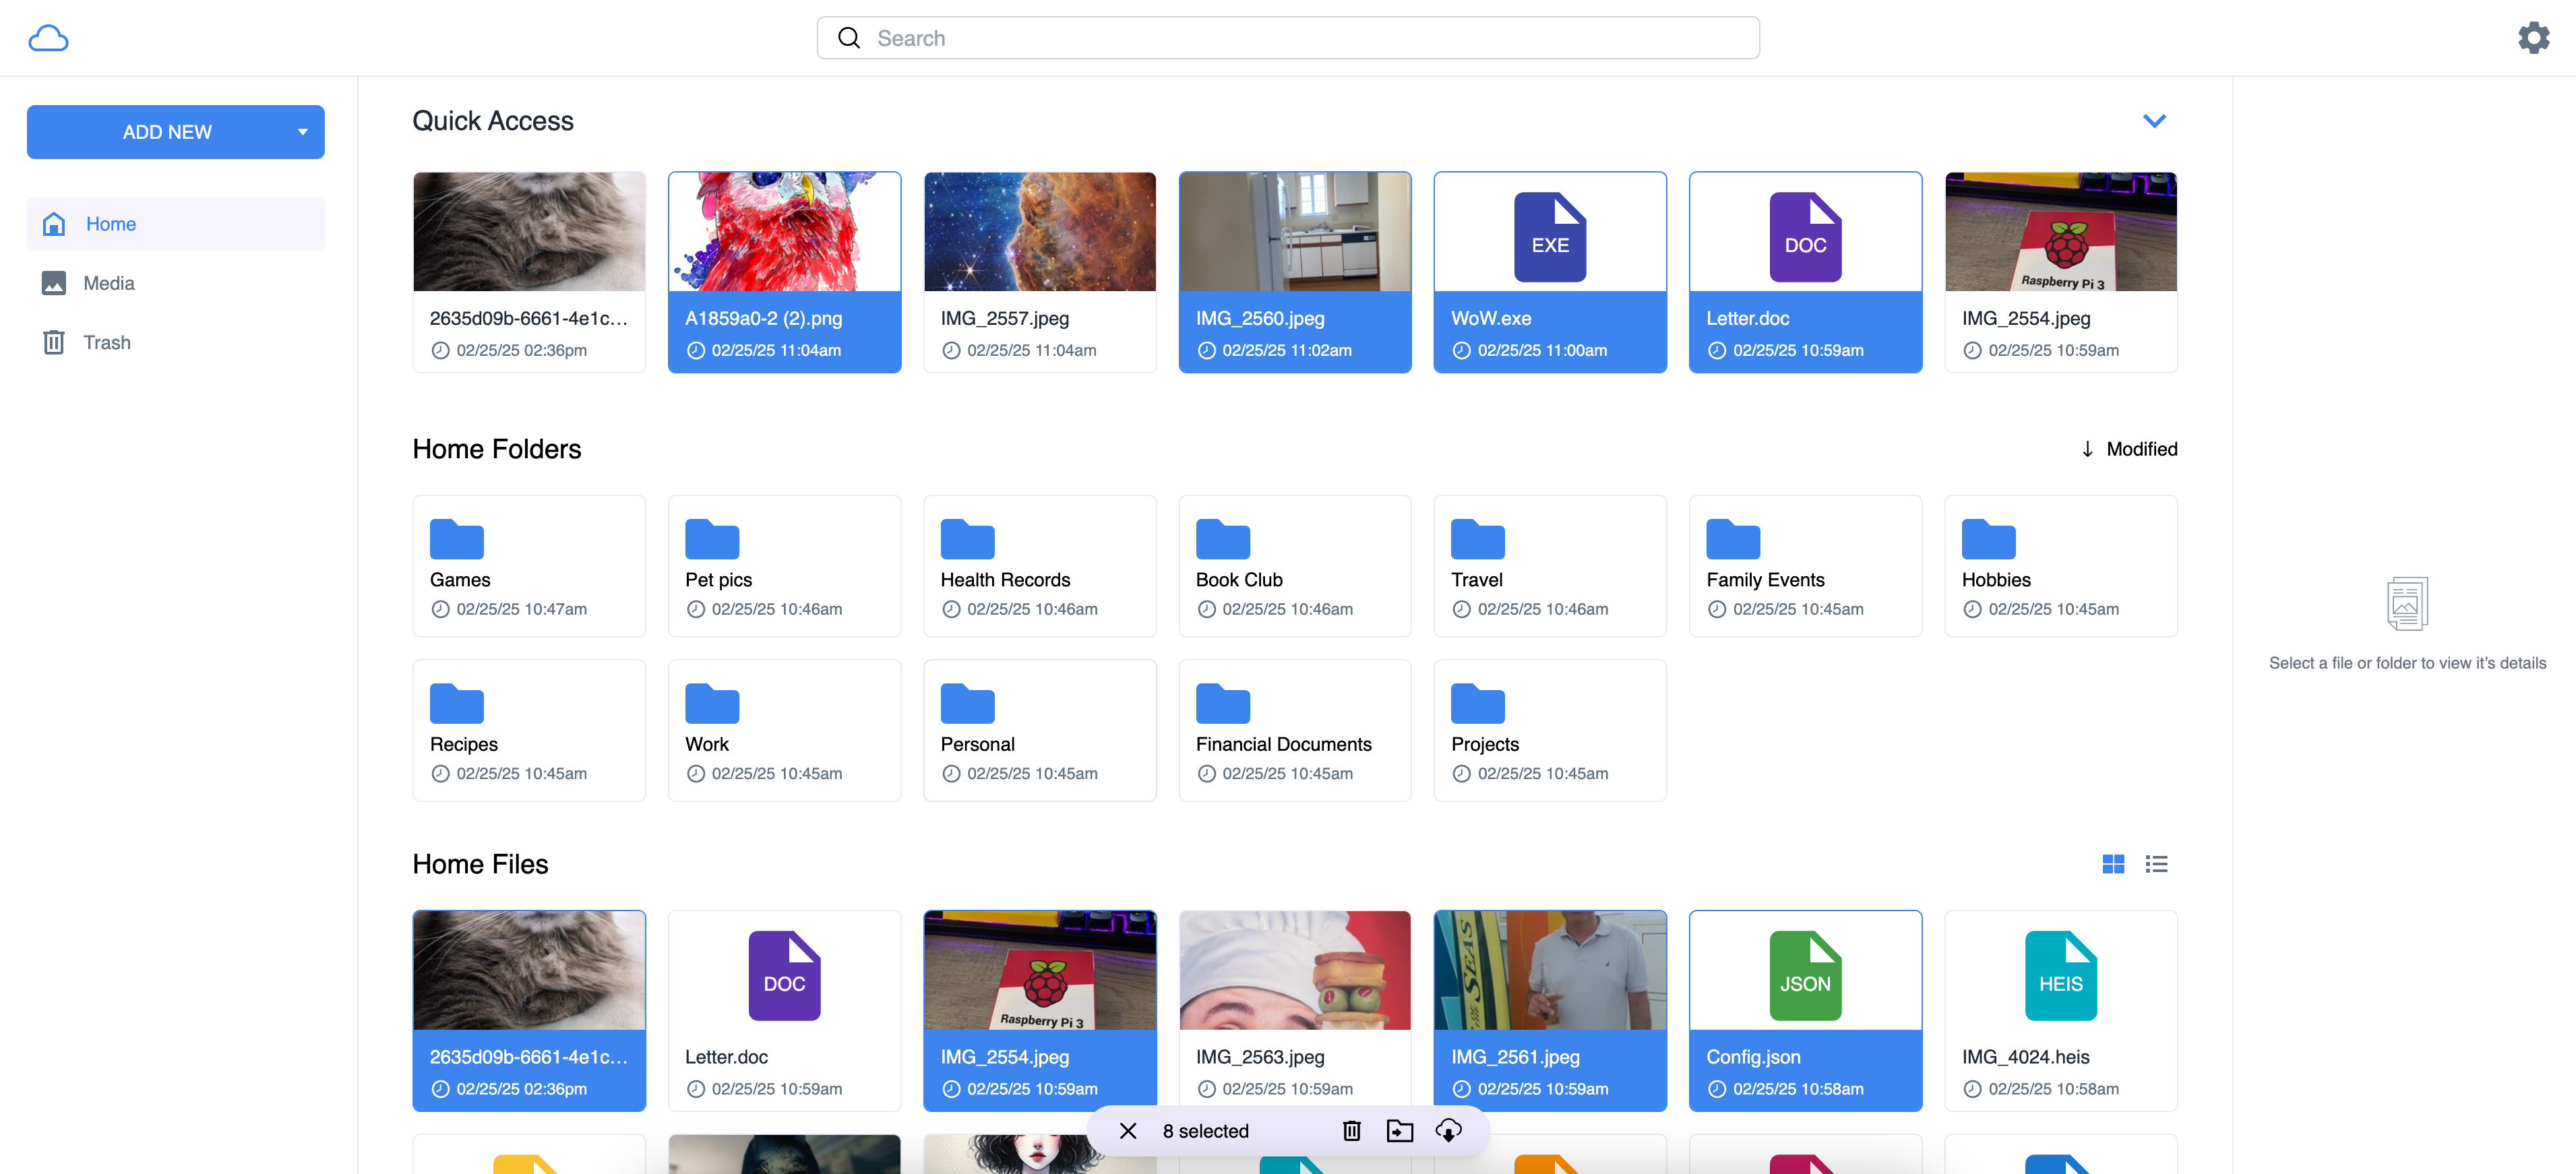 Search
ADD NEW
Home
Media
Trash
Quick Access
2635d09b-6661-4e1c...
02/25/25 02:36pm
A1859a0-2 (2).png
02/25/25 11:04am
IMG_2557.jpeg
02/25/25 11:04am
IMG_2560.jpeg
02/25/25 11:02am
EXE
WoW.exe
02/25/25 11:00am
DOC
Letter.doc
02/25/25 10:59am
Raspberry Pi 3
IMG_2554.jpeg
02/25/25 10:59am
Home Folders
Modified
Games
02/25/25 10:47am
Pet pics
02/25/25 10:46am
Health Records
02/25/25 10:46am
Book Club
02/25/25 10:46am
Travel
02/25/25 10:46am
Family Events
02/25/25 10:45am
Hobbies
02/25/25 10:45am
Recipes
02/25/25 10:45am
Work
02/25/25 10:45am
Personal
02/25/25 10:45am
Financial Documents
02/25/25 10:45am
Projects
02/25/25 10:45am
Home Files
2635d09b-6661-4e1c...
02/25/25 02:36pm
DOC
Letter.doc
02/25/25 10:59am
Raspberry Pi 3
IMG_2554.jpeg
02/25/25 10:59am
IMG_2563.jpeg
02/25/25 10:59am
SEAS
IMG_2561.jpeg
02/25/25 10:59am
JSON
Config.json
02/25/25 10:58am
HEIS
IMG_4024.heis
02/25/25 10:58am
8 selected
Select a file or folder to view it's details